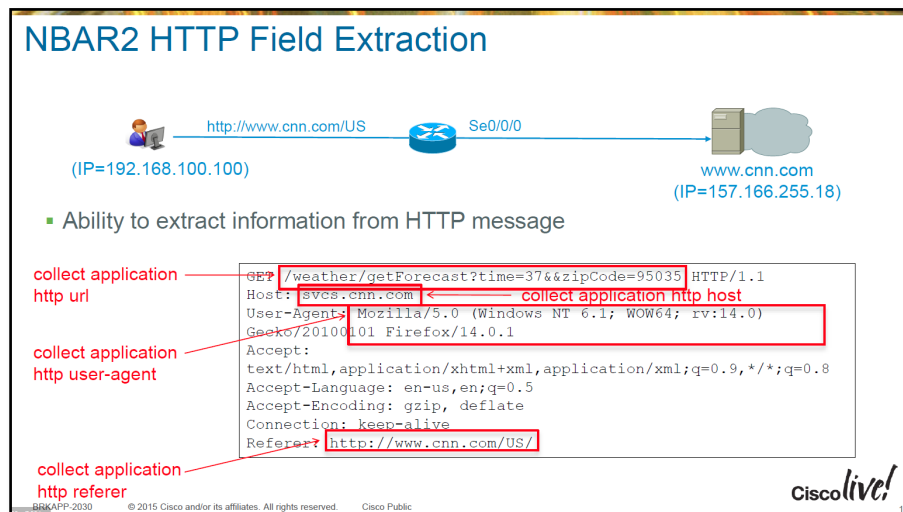 NBAR2 HTTP Field Extraction
http://www.cnn.com/US
Se0/0/0
(IP=192.168.100.100)
www.cnn.com
(IP=157.166.255.18)
Ability to extract information from HTTP message
collect application
http url
GET /weather/getForecast?time=37&&zipCode=95035 HTTP/1.1
Host: svcs.cnn.com
collect application http host
User-Agent: Mozilla/5.0 (Windows NT 6.1; WOW64; rv:14.0)
Gecko/20100101 Firefox/14.0.1
collect application
http user-agent
Accept:
text/html,application/xhtml+xml,application/xml;q=0.9,*/*;q=0.8
Accept-Language: en-us,en;q=0.5
Accept-Encoding: gzip, deflate
Connection: keep-alive
Referer: http://www.cnn.com/US/
collect application
http referer
BRKAPP-2030 © 2015 Cisco and/or its affiliates. All rights reserved. Cisco Public
Cisco live!